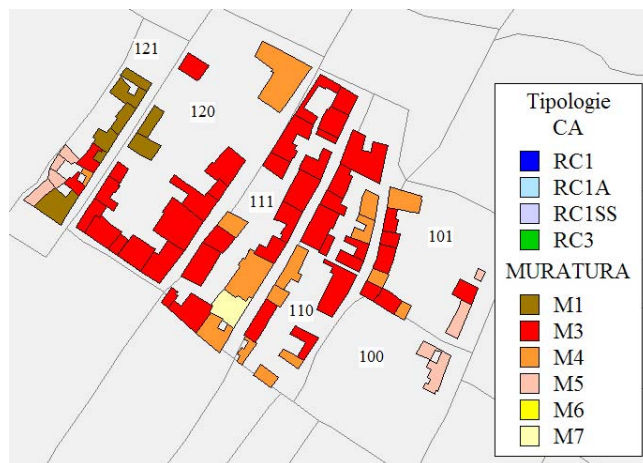 121
120
111
101
110
100
Tipologie
CA
RC1
RC1A
RC1SS
RC3
MURATURA
M1
M3
M4
M5
M6
M7